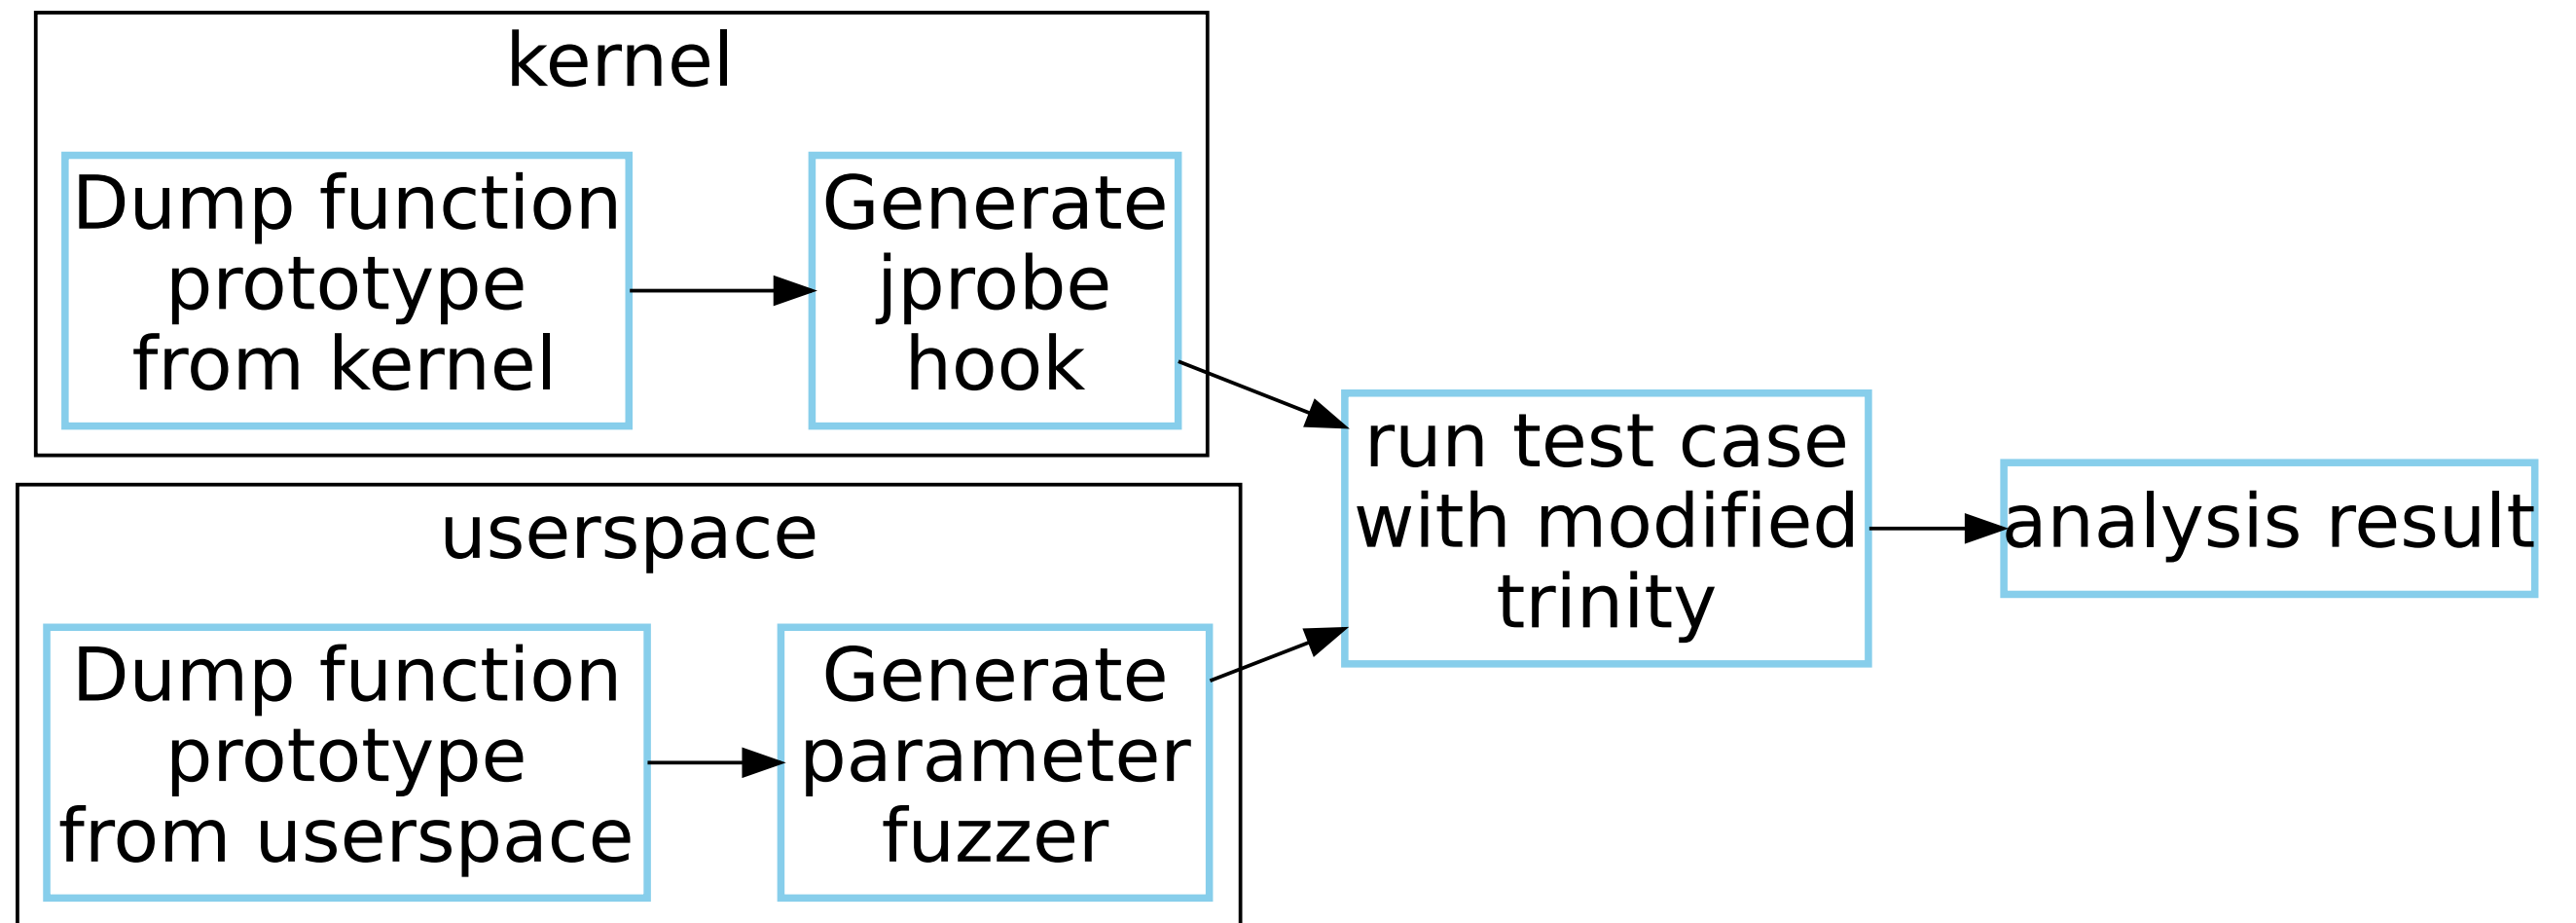 kernel
Dump function
prototype
from kernel
Generate
jprobe
hook
userspace
Dump function
prototype
from userspace
Generate
parameter
fuzzer
run test case
with modified
trinity
analysis result